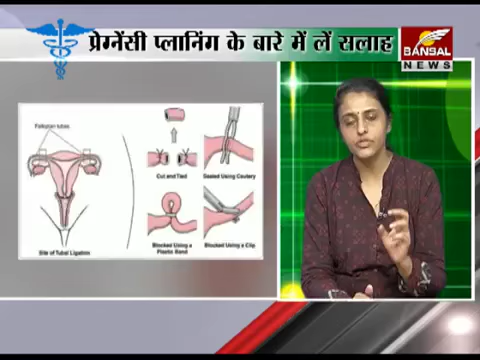 प्रेग्नेंसी प्लानिंग के बारे में लें सलाह
BANSAL
NEWS
Fallopian tubes
Site of Tubal Ligation
Cut and Tied
Sealed Using Cautery
Blocked Using a
Plastic Band
Blocked Using a Clip